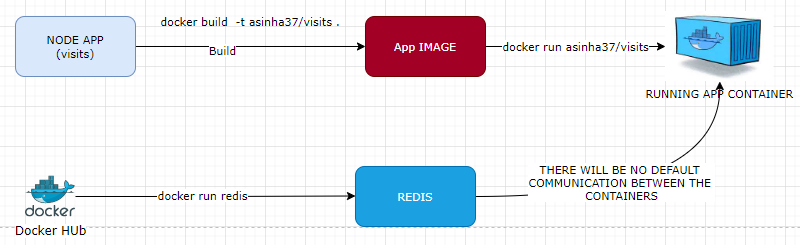 docker build -t asinha37/visits .
NODE APP
(visits)
Build
App IMAGE
docker run asinha37/visits
RUNNING APP CONTAINER
THERE WILL BE NO DEFAULT
COMMUNICATION BETWEEN THE
CONTAINERS
docker
docker run redis
REDIS
Docker HUb